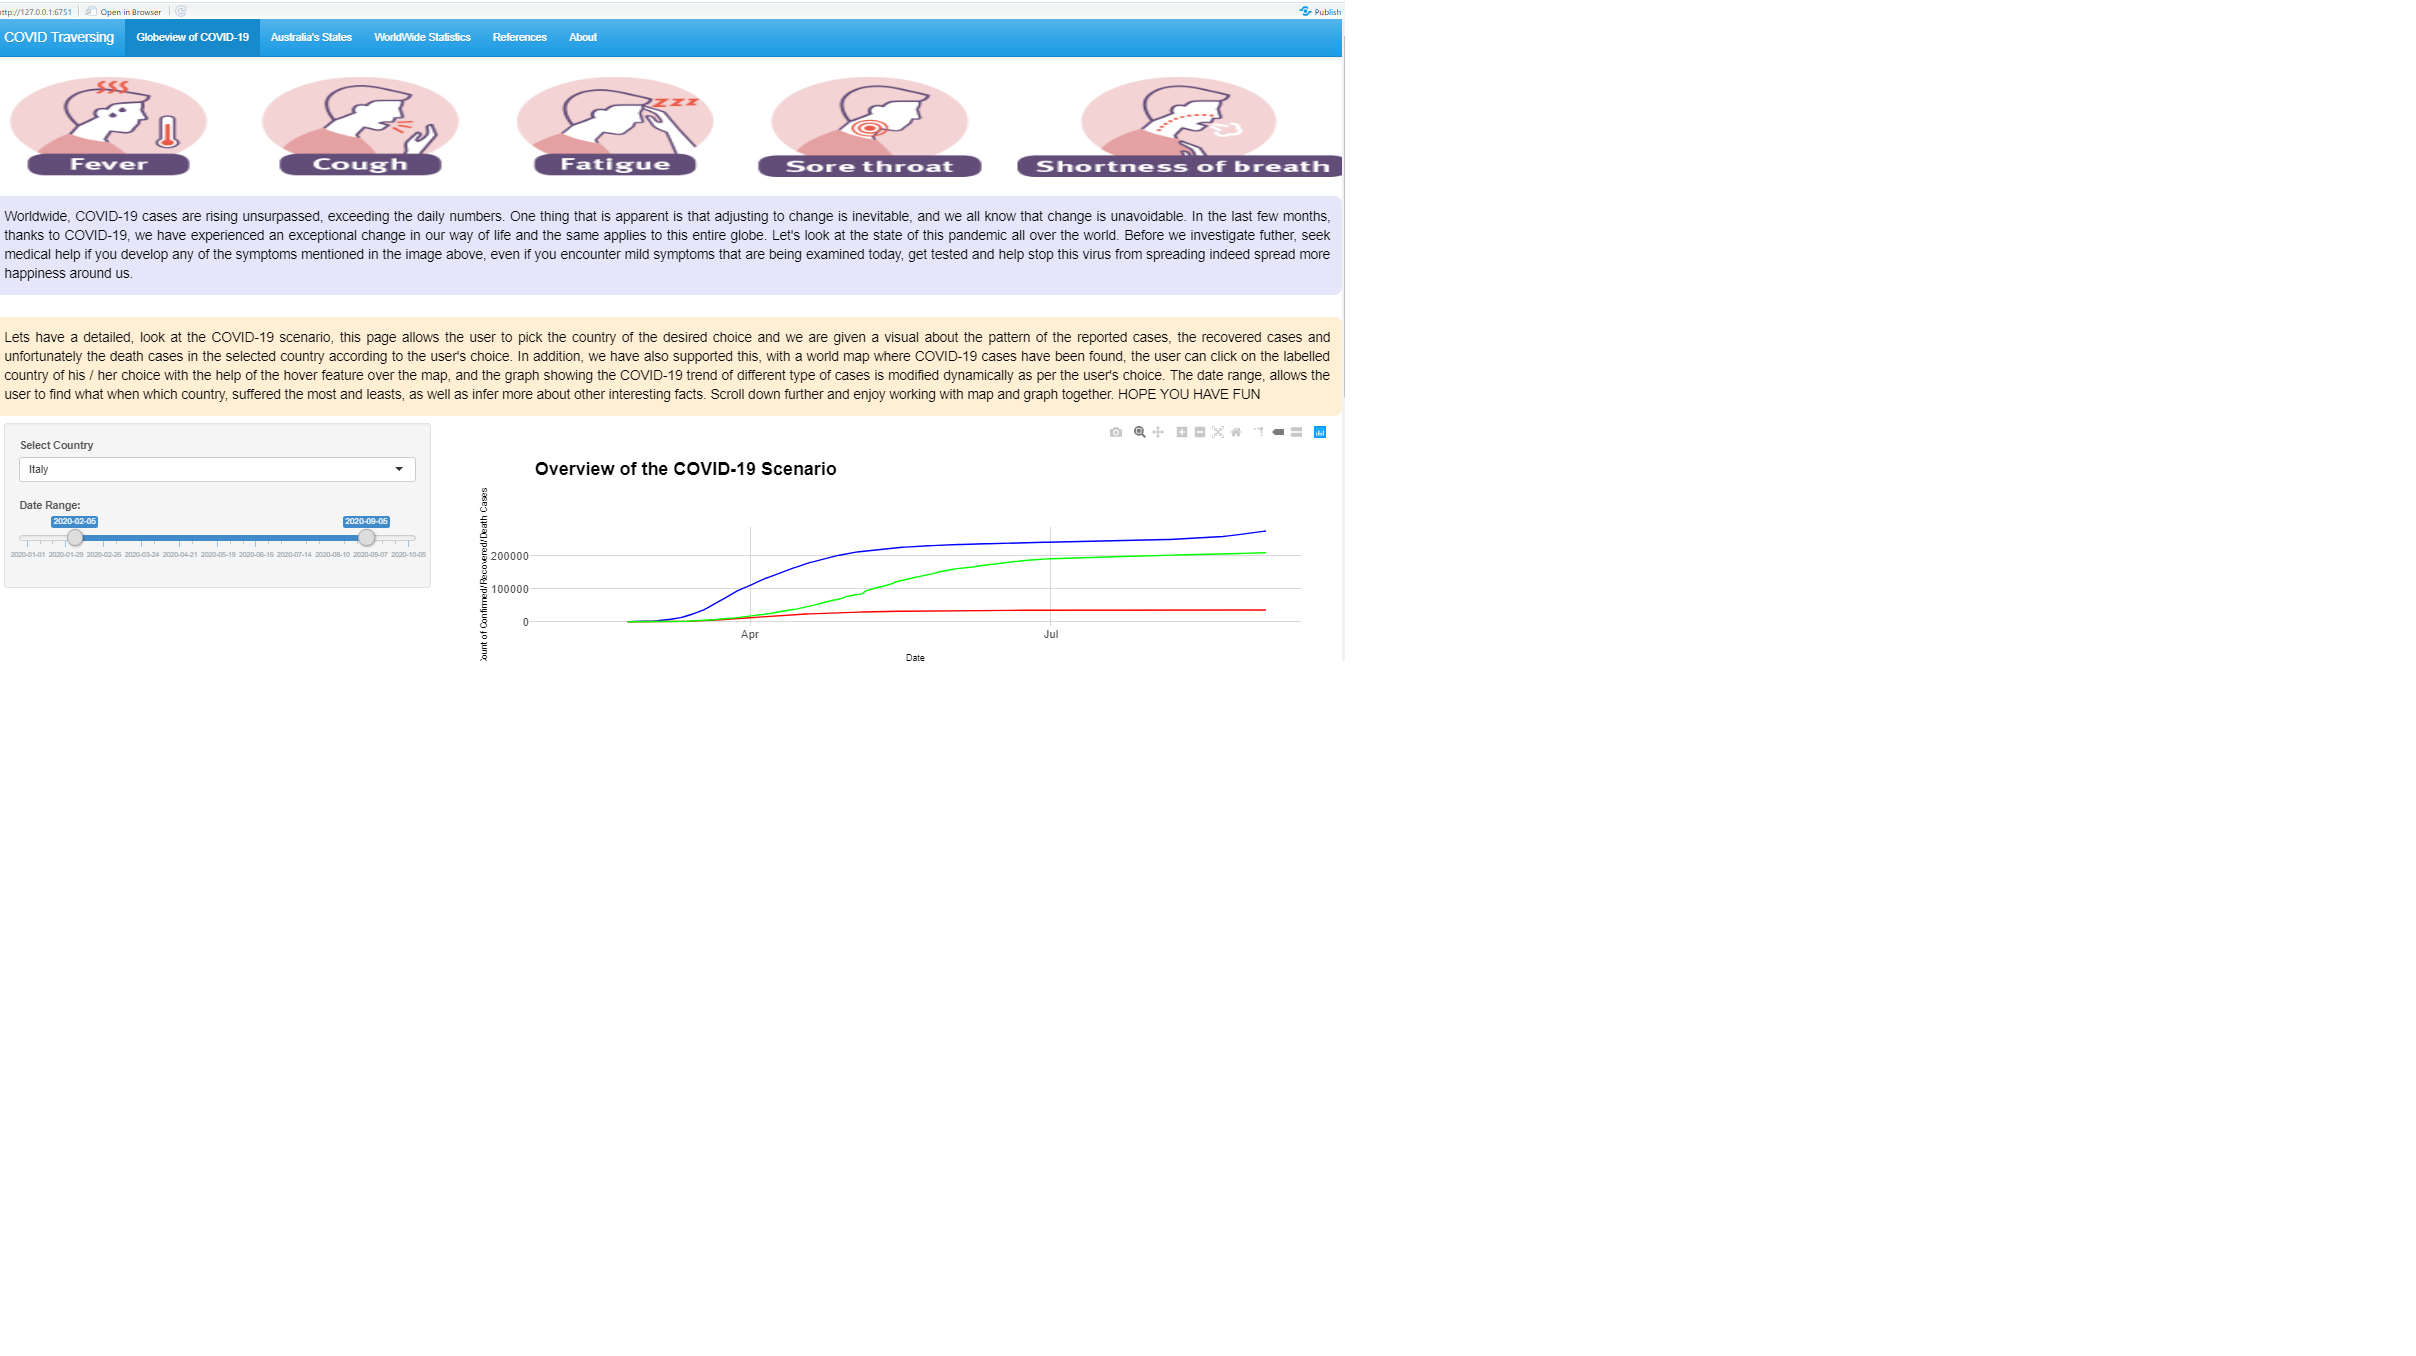 http://127.0.0.1:6751 Open in Browser Publish
COVID Traversing Globeview of COVID-19 Australia's States WorldWide Statistics References About
Fever Cough Fatigue Sore throat Shortness of breath
Worldwide, COVID-19 cases are rising unsurpassed, exceeding the daily numbers. One thing that is apparent is that adjusting to change is inevitable, and we all know that change is unavoidable. In the last few months,
thanks to COVID-19, we have experienced an exceptional change in our way of life and the same applies to this entire globe. Let's look at the state of this pandemic all over the world. Before we investigate futher, seek
medical help if you develop any of the symptoms mentioned in the image above, even if you encounter mild symptoms that are being examined today, get tested and help stop this virus from spreading indeed spread more
happiness around us.
Lets have a detailed, look at the COVID-19 scenario, this page allows the user to pick the country of the desired choice and we are given a visual about the pattern of the reported cases, the recovered cases and
unfortunately the death cases in the selected country according to the user's choice. In addition, we have also supported this, with a world map where COVID-19 cases have been found, the user can click on the labelled
country of his / her choice with the help of the hover feature over the map, and the graph showing the COVID-19 trend of different type of cases is modified dynamically as per the user's choice. The date range, allows the
user to find what when which country, suffered the most and leasts, as well as infer more about other interesting facts. Scroll down further and enjoy working with map and graph together. HOPE YOU HAVE FUN
Select Country
Italy
Date Range:
2020-02-05 2020-09-05
2020-01-01 2020-01-29 2020-02-26 2020-03-24 2020-04-21 2020-05-19 2020-06-16 2020-07-14 2020-08-10 2020-09-07 2020-10-05
Overview of the COVID-19 Scenario
Count of Confirmed/Recovered/Death Cases
200000
100000
0
Apr Jul
Date